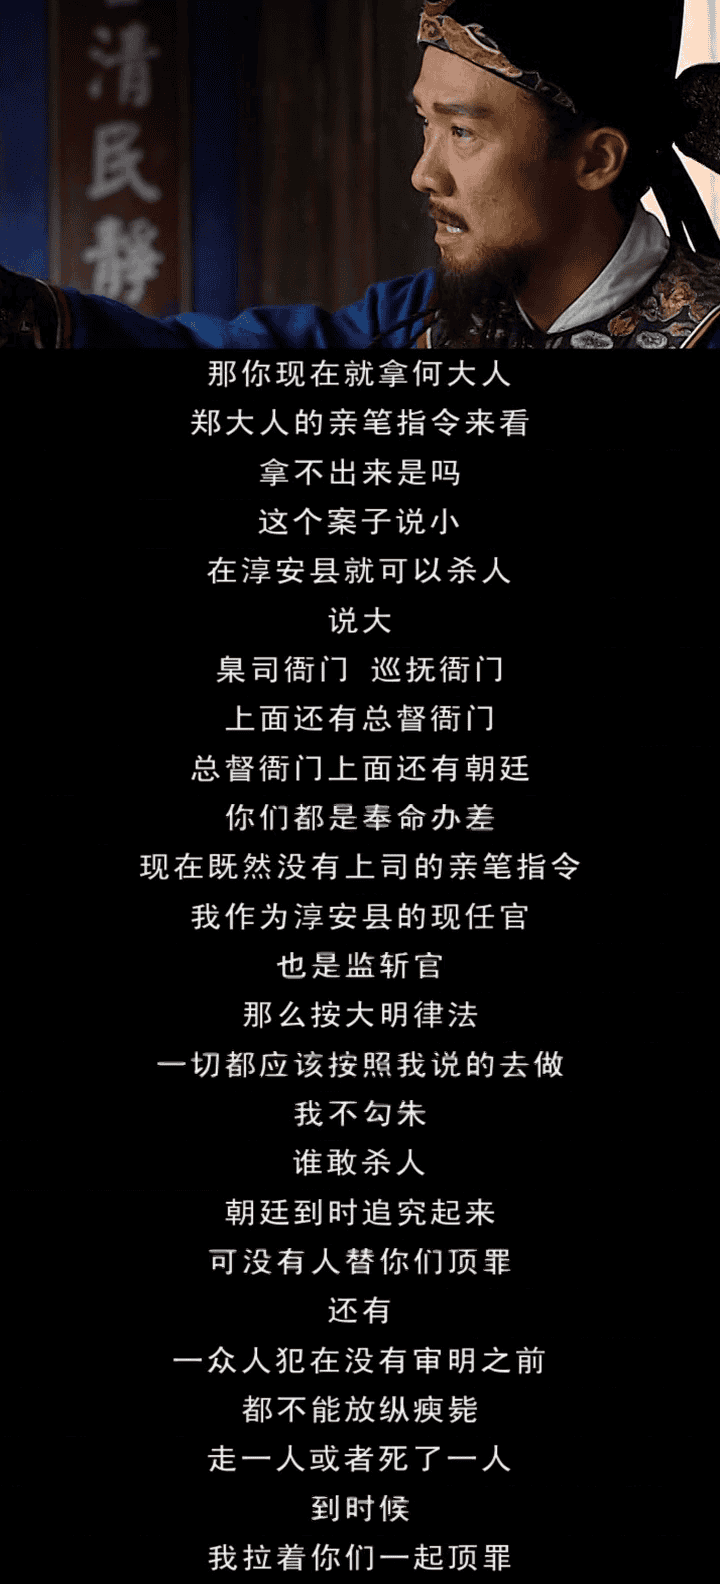 清
民
靜
那你现在就拿何大人
郑大人的亲笔指令来看
拿不出来是吗
这个案子说小
在淳安县就可以杀人
说大
臬司衙门 巡抚衙门
上面还有总督衙门
总督衙门上面还有朝廷
你们都是奉命办差
现在既然没有上司的亲笔指令
我作为淳安县的现任官
也是监斩官
那么按大明律法
一切都应该按照我说的去做
我不勾朱
谁敢杀人
朝廷到时追究起来
可没有人替你们顶罪
还有
一众人犯在没有审明之前
都不能放纵瘐毙
走一人或者死了一人
到时候
我拉着你们一起顶罪